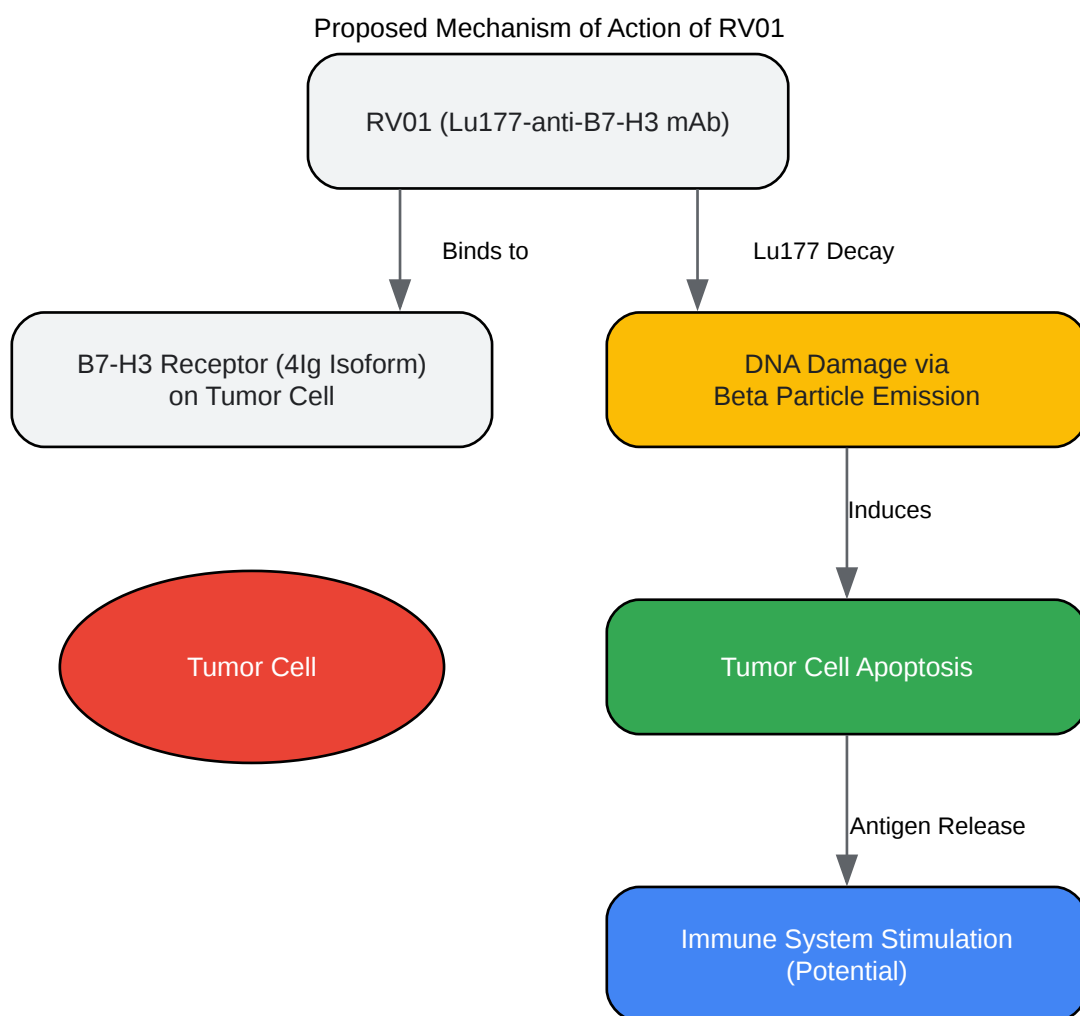 Proposed Mechanism of Action of RV01
RV01 (Lu177-anti-B7-H3 mAb)
Binds to
Lu177 Decay
B7-H3 Receptor (4Ig Isoform)
on Tumor Cell
DNA Damage via
Beta Particle Emission
Induces
Tumor Cell
Tumor Cell Apoptosis
Antigen Release
Immune System Stimulation
(Potential)